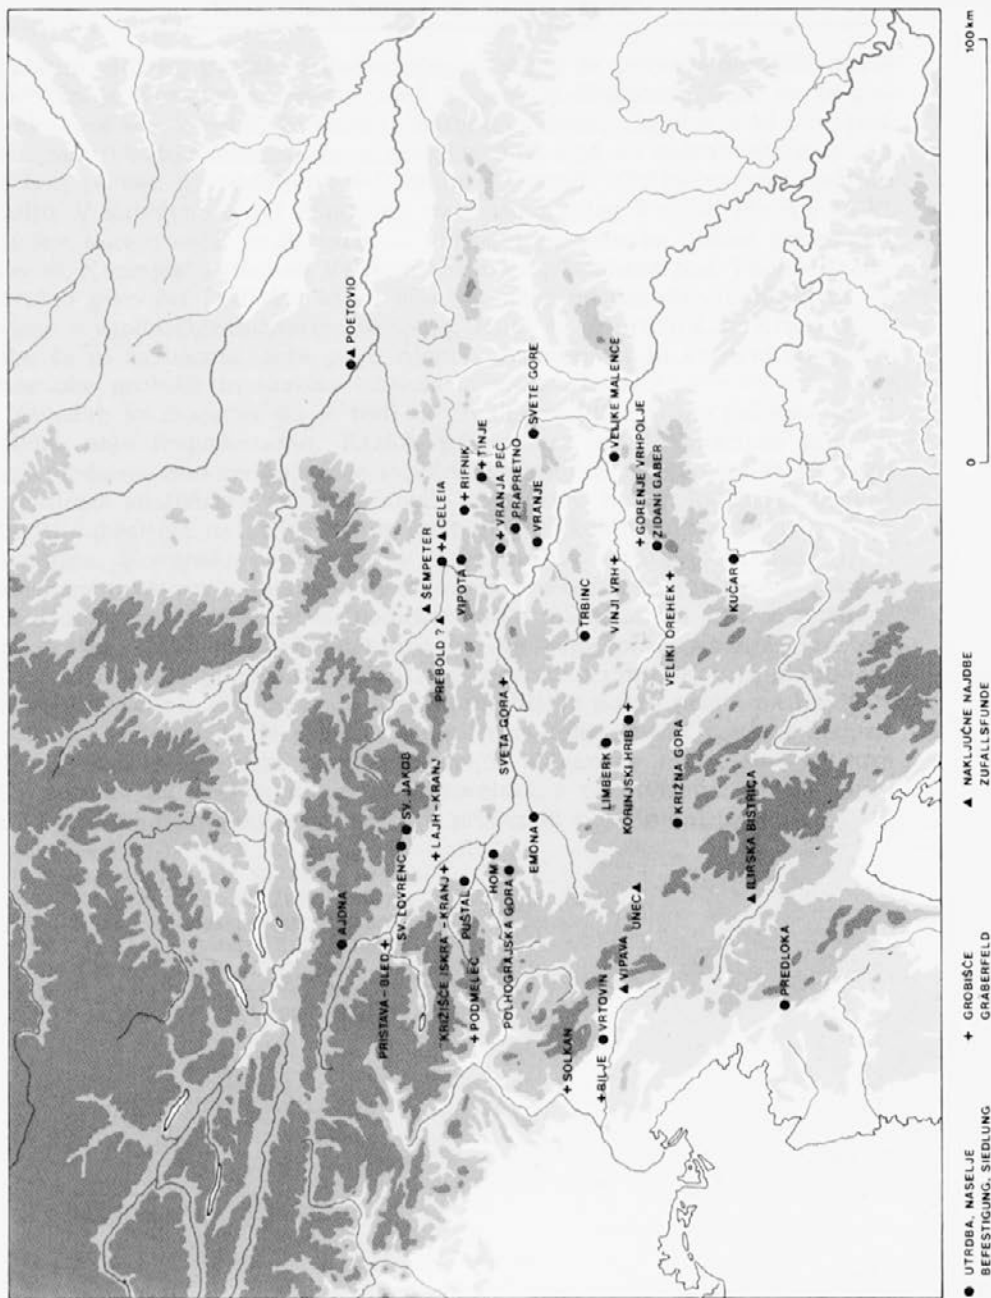 POETOVIO
ŠEMPETER
CELEIA
PREBOLD ?
RIFNIK
VIPOTA
TINJE
VRANJA PEČ
PRAPRETNO
SVETE GORE
VRANJE
AJDNA
PRISTAVA - BLED
SV. LOVRENC
SV. JAKOB
LAJH - KRANJ
KRIŽIŠČE ISKRA - KRANJ
PUŠTAL
PODMELEC
HOM
POLHOGRAJSKA GORA
SVETA GORA
EMONA
TRBINC
VELIKE MALENCE
VINJI VRH
GORENJE VRHPOLJE
ZIDANI GABER
VELIKI OREHEK
KUČAR
LIMBERK
KORINJSKI HRIB
KRIŽNA GORA
SOLKAN
BILJE
VRTOVIN
VIPAVA
UNEC
ILIRSKA BISTRICA
PREDLOKA
UTRDBA, NASELJE
BEFESTIGUNG, SIEDLUNG
GROBIŠČE
GRÄBERFELD
NAKLJUČNE NAJDBE
ZUFALLSFUNDE
0
100 km